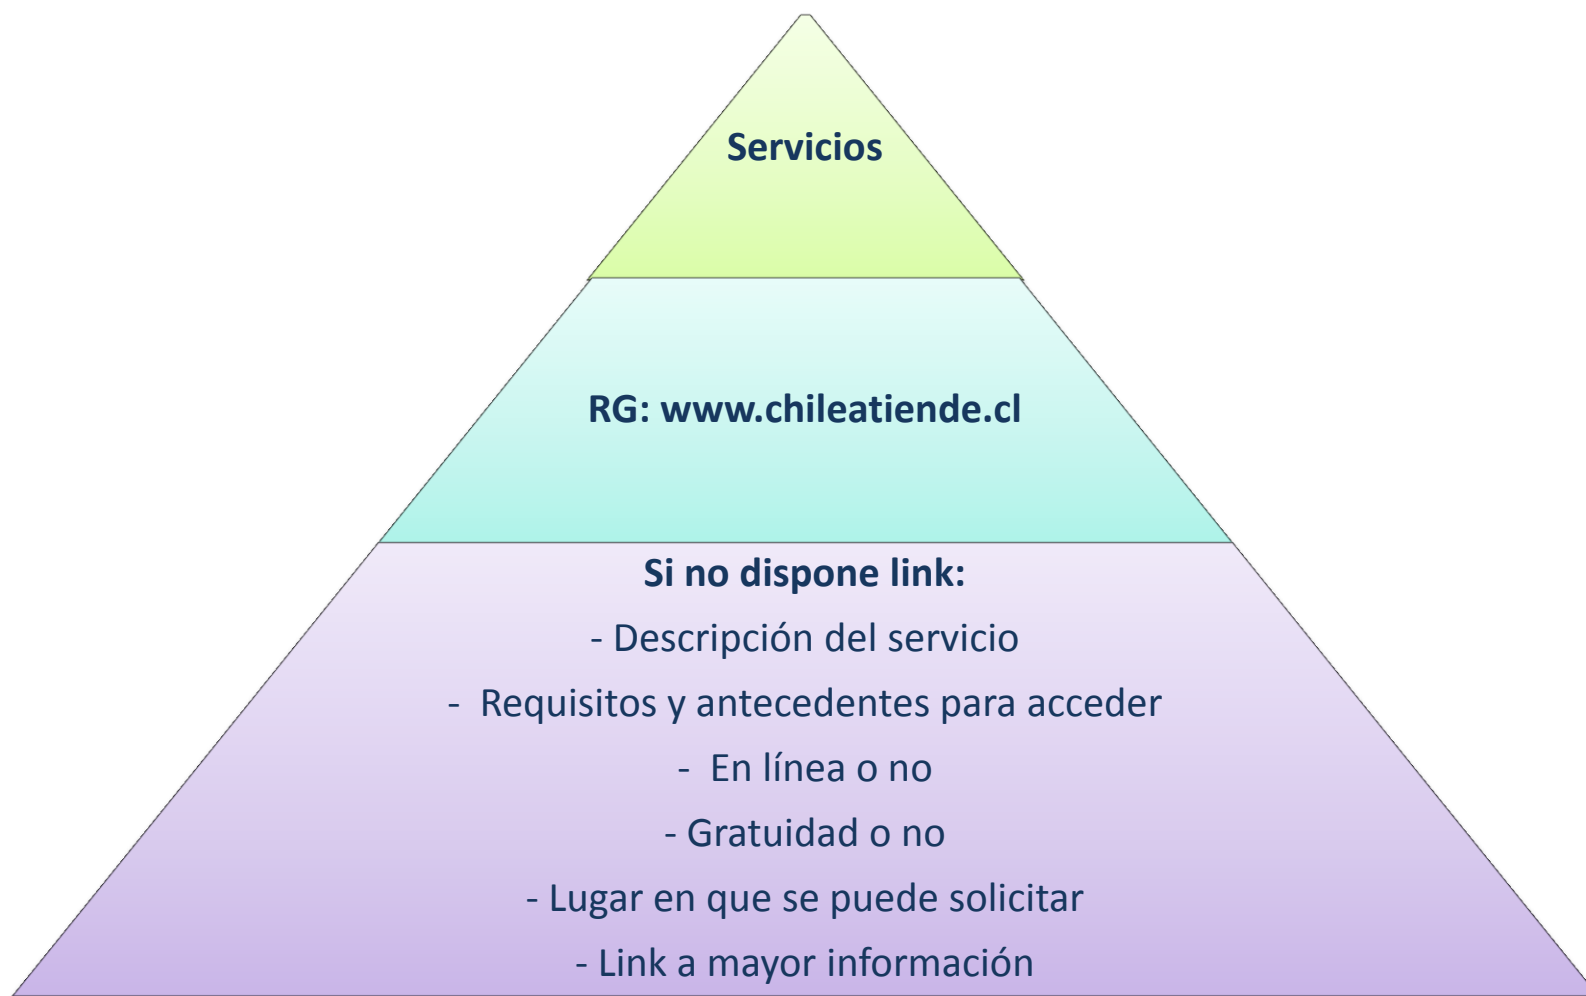 Servicios
RG: www.chileatiende.cl
Si no dispone link:
- Descripción del servicio
- Requisitos y antecedentes para acceder
- En línea o no
- Gratuidad o no
- Lugar en que se puede solicitar
- Link a mayor información